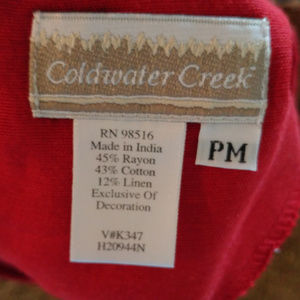 Coldwater Creek
RN 98516
Made in India
45% Rayon
43% Cotton
12% Linen
Exclusive Of
Decoration
V#K347
H20944N
PM